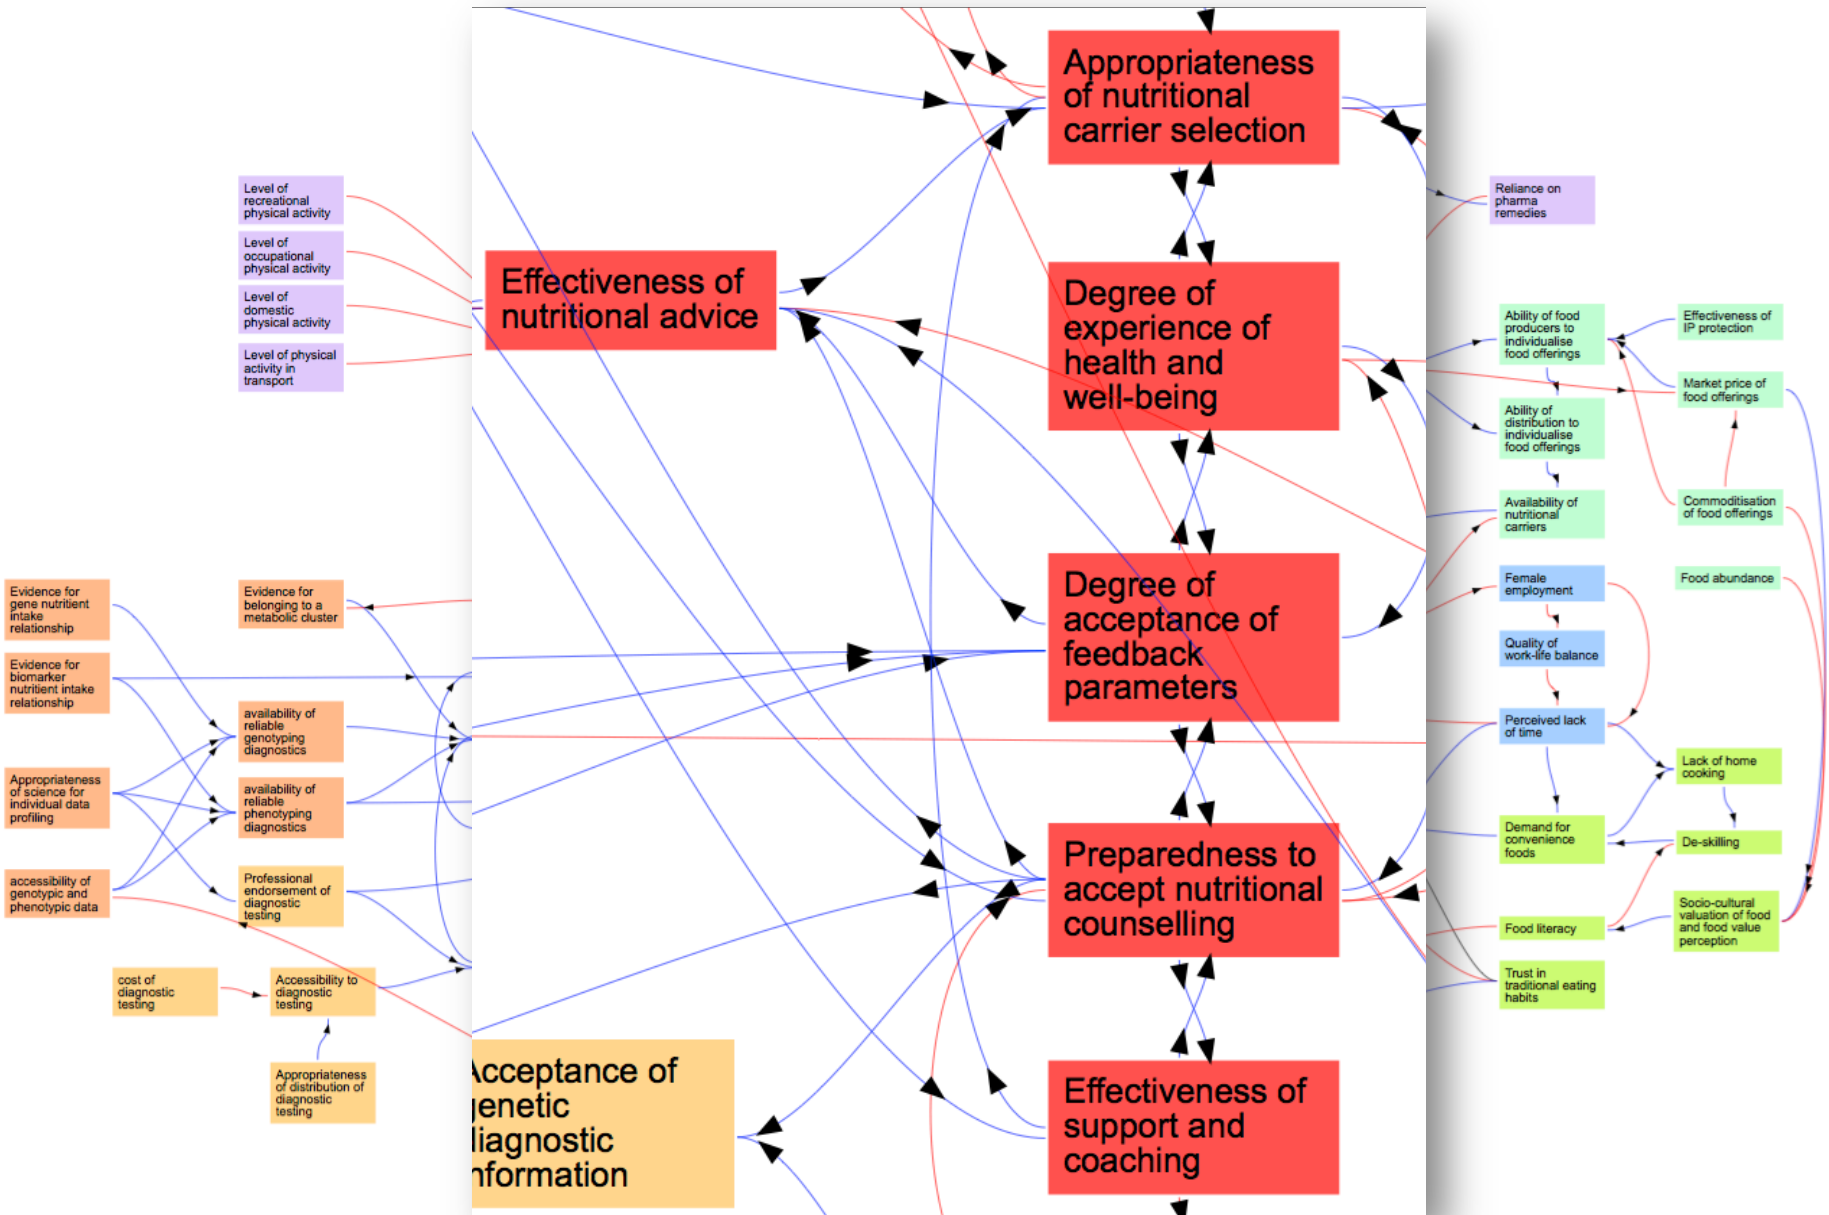 Level of
recreational
physical activity
Level of
occupational
physical activity
Level of
domestic
physical activity
Level of physical
activity in
transport
Evidence for
gene nutritient
intake
relationship
Evidence for
biomarker
nutritient intake
relationship
Appropriateness
of science for
individual data
profiling
accessibility of
genotypic and
phenotypic data
Evidence for
belonging to a
metabolic cluster
availability of
reliable
genotyping
diagnostics
availability of
reliable
phenotyping
diagnostics
Professional
endorsement of
diagnostic
testing
cost of
diagnostic
testing
Accessibility to
diagnostic
testing
Appropriateness
of distribution of
diagnostic
testing
Effectiveness of
nutritional advice
Acceptance of
genetic
diagnostic
information
Appropriateness
of nutritional
carrier selection
Degree of
experience of
health and
well-being
Degree of
acceptance of
feedback
parameters
Preparedness to
accept nutritional
counselling
Effectiveness of
support and
coaching
Reliance on
pharma
remedies
Ability of food
producers to
individualise
food offerings
Effectiveness of
IP protection
Market price of
food offerings
Ability of
distribution to
individualise
food offerings
Availability of
nutritional
carriers
Commoditisation
of food offerings
Female
employment
Food abundance
Quality of
work-life balance
Perceived lack
of time
Lack of home
cooking
Demand for
convenience
foods
De-skilling
Food literacy
Socio-cultural
valuation of food
and food value
perception
Trust in
traditional eating
habits